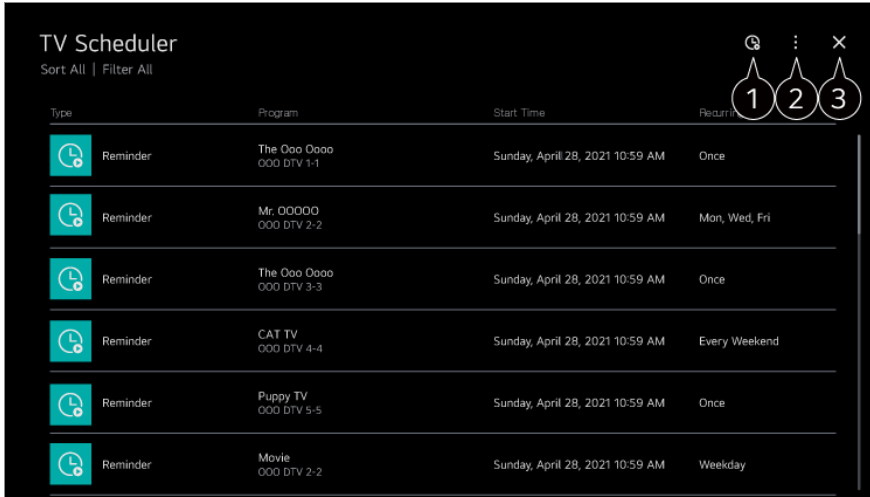 TV Scheduler
Sort All | Filter All
1 2 3
Type Program Start Time Recurring
Reminder The Ooo Oooo Sunday, April 28, 2021 10:59 AM Once
OOO DTV 1-1
Reminder Mr. OOOOO Sunday, April 28, 2021 10:59 AM Mon, Wed, Fri
OOO DTV 2-2
Reminder The Ooo Oooo Sunday, April 28, 2021 10:59 AM Once
OOO DTV 3-3
Reminder CAT TV Sunday, April 28, 2021 10:59 AM Every Weekend
OOO DTV 4-4
Reminder Puppy TV Sunday, April 28, 2021 10:59 AM Once
OOO DTV 5-5
Reminder Movie Sunday, April 28, 2021 10:59 AM Weekday
OOO DTV 2-2